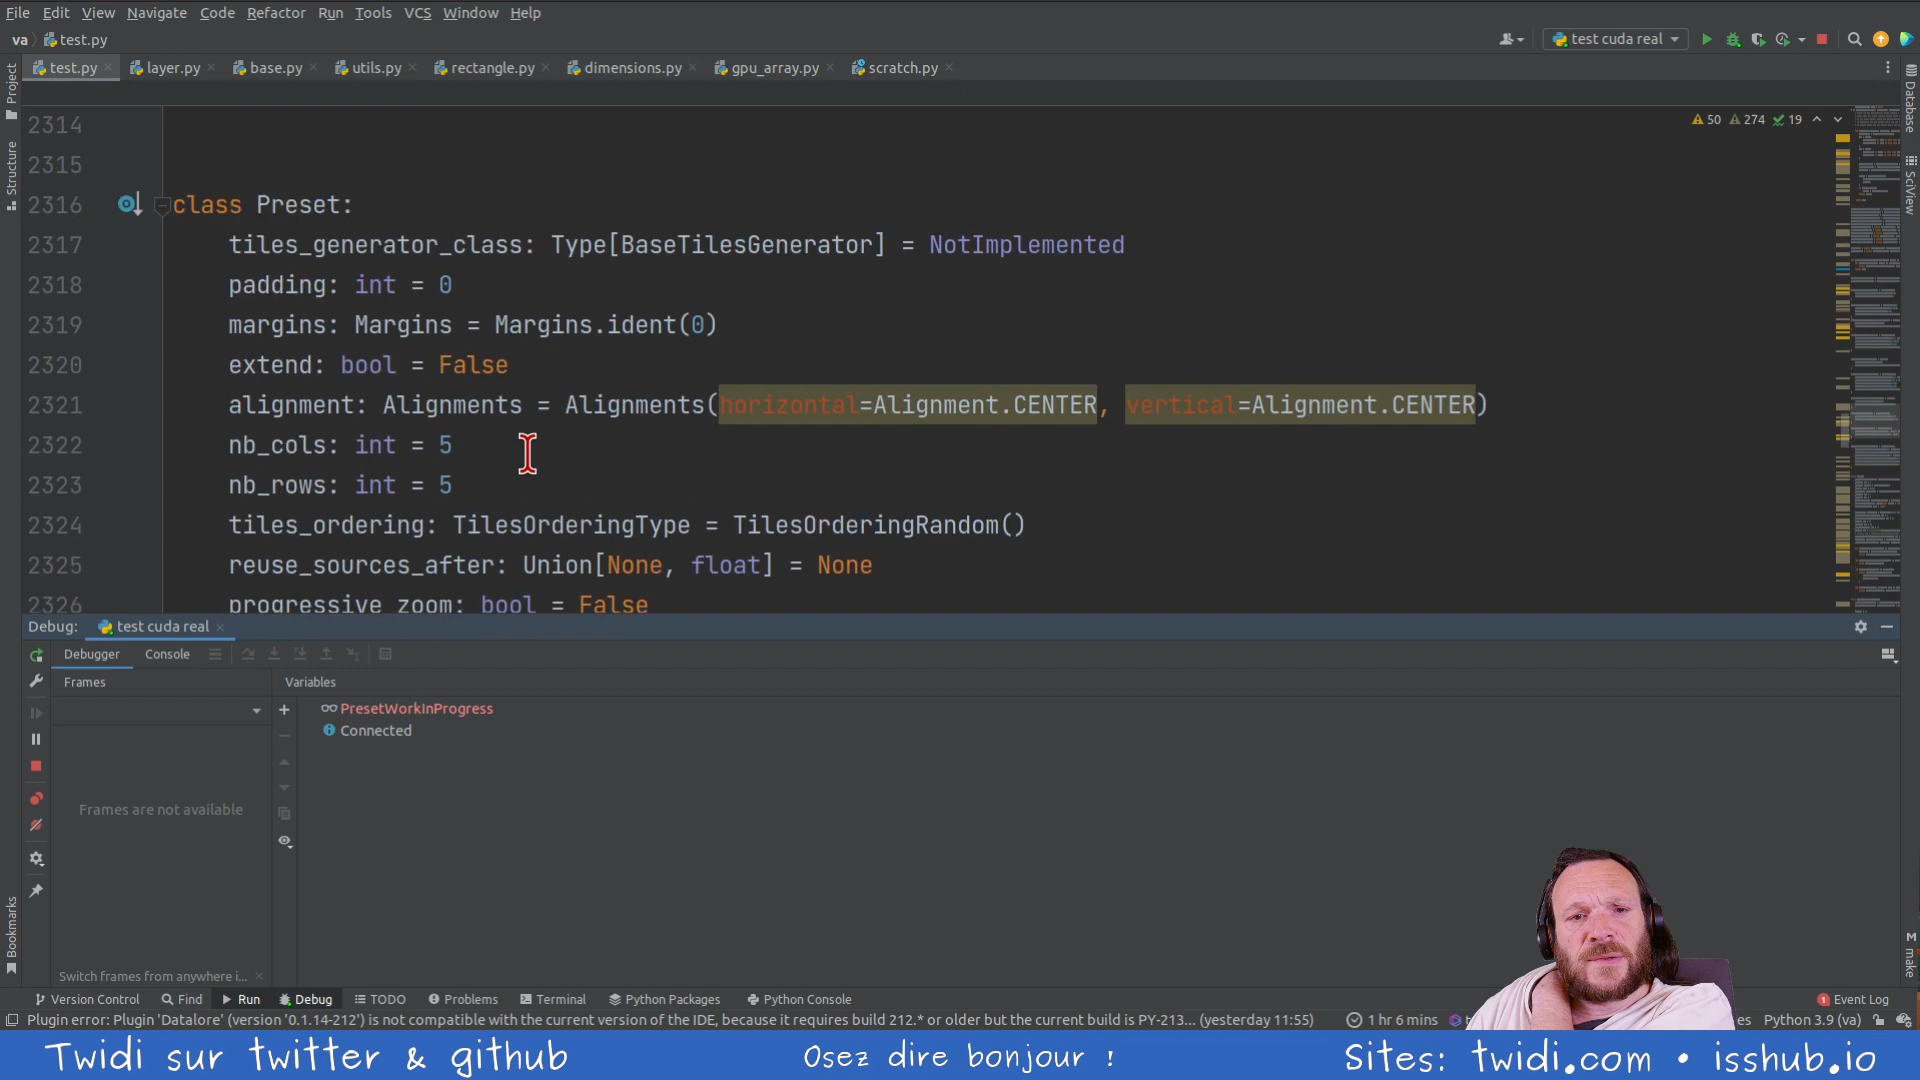 File Edit View Navigate Code Refactor Run Tools VCS Window Help
va test.py test cuda real
test.py layer.py base.py utils.py rectangle.py dimensions.py gpu_array.py scratch.py
Project
Structure
Bookmarks
Database
SciView
make
50 274 19
2314
2315
2316 class Preset:
2317 tiles_generator_class: Type[BaseTilesGenerator] = NotImplemented
2318 padding: int = 0
2319 margins: Margins = Margins.ident(0)
2320 extend: bool = False
2321 alignment: Alignments = Alignments(horizontal=Alignment.CENTER, vertical=Alignment.CENTER)
2322 nb_cols: int = 5
2323 nb_rows: int = 5
2324 tiles_ordering: TilesOrderingType = TilesOrderingRandom()
2325 reuse_sources_after: Union[None, float] = None
2326 progressive_zoom: bool = False
Debug: test cuda real
Debugger Console
Frames Variables
PresetWorkInProgress
Connected
Frames are not available
Switch frames from anywhere i...
Version Control Find Run Debug TODO Problems Terminal Python Packages Python Console 1 Event Log
Plugin error: Plugin 'Datalore' (version '0.1.14-212') is not compatible with the current version of the IDE, because it requires build 212.* or older but the current build is PY-213... (yesterday 11:55) 1 hr 6 mins Python 3.9 (va)
Twidi sur twitter & github Osez dire bonjour ! Sites: twidi.com • isshub.io